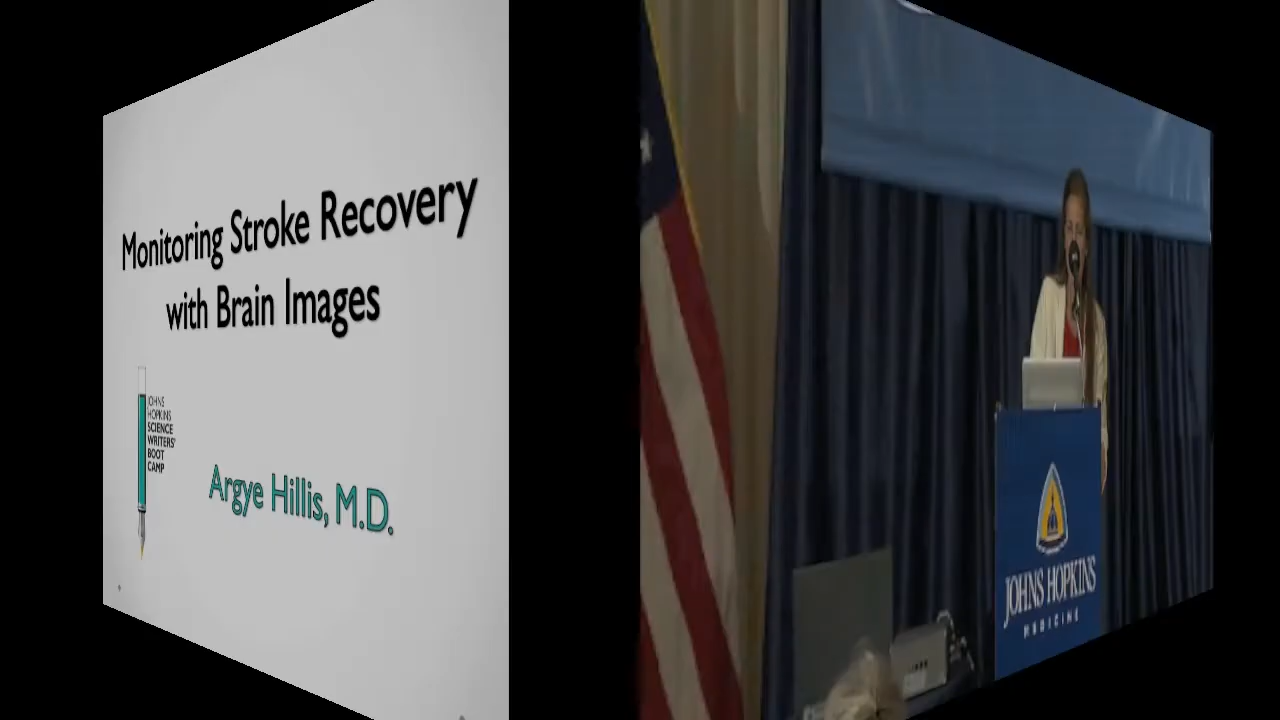 Monitoring Stroke Recovery
with Brain Images
JOHNS
HOPKINS
SCIENCE
WRITERS'
BOOT
CAMP
Argye Hillis, M.D.
JOHNS HOPKINS
MEDICINE